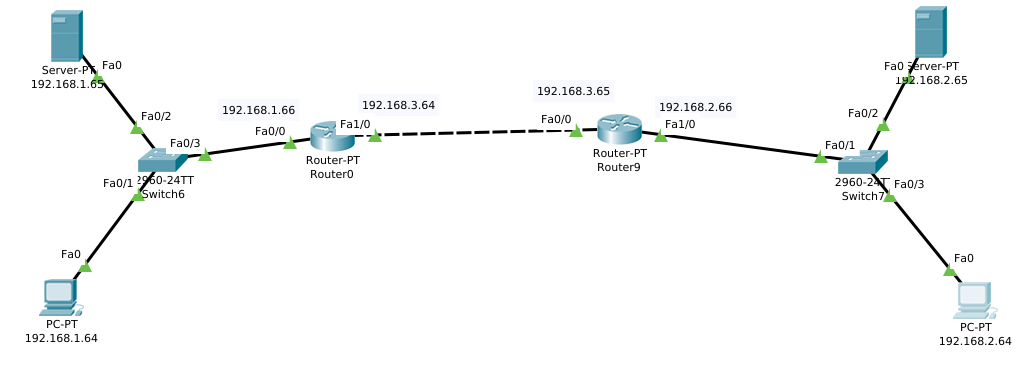 Server-PT
192.168.1.65
Fa0
Fa0/2
Fa0/3
2960-24TT
Switch6
Fa0/1
Fa0
PC-PT
192.168.1.64
192.168.1.66
Fa0/0
192.168.3.64
Fa1/0
Router-PT
Router0
192.168.3.65
Fa0/0
192.168.2.66
Fa1/0
Router-PT
Router9
Fa0
Server-PT
192.168.2.65
Fa0/2
Fa0/1
2960-24TT
Switch7
Fa0/3
Fa0
PC-PT
192.168.2.64